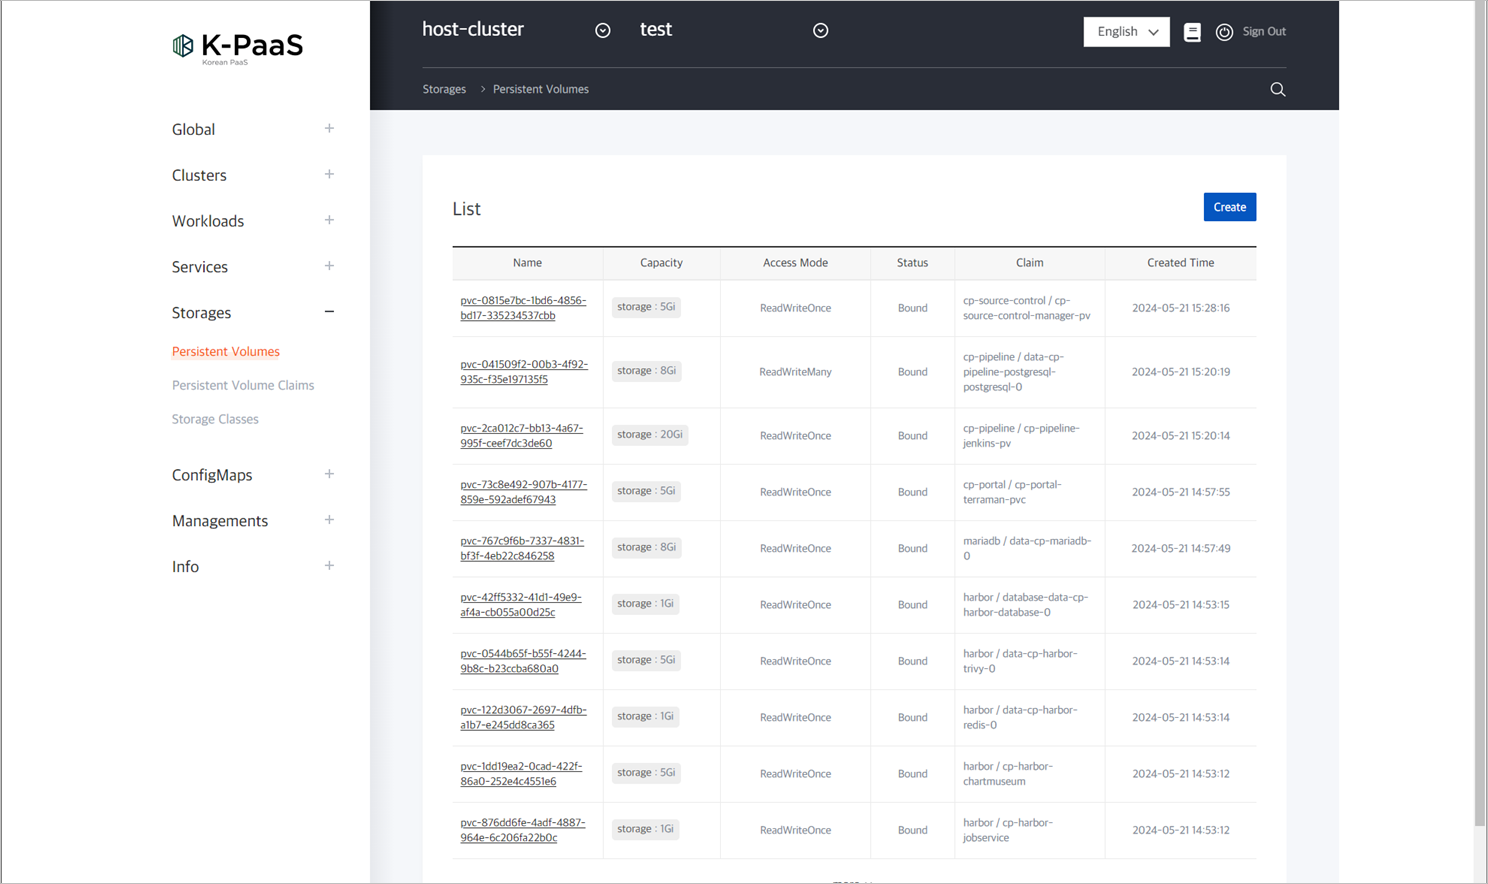 K-PaaS
Korean PaaS
host-cluster
test
English
Sign Out
Storages > Persistent Volumes
Global
Clusters
Workloads
Services
Storages
Persistent Volumes
Persistent Volume Claims
Storage Classes
ConfigMaps
Managements
Info
List
Create
Name Capacity Access Mode Status Claim Created Time
pvc-0815e7bc-1bd6-4856-
bd17-335234537cbb
storage : 5Gi
ReadWriteOnce
Bound
cp-source-control / cp-
source-control-manager-pv
2024-05-21 15:28:16
pvc-041509f2-00b3-4f92-
935c-f35e197135f5
storage : 8Gi
ReadWriteMany
Bound
cp-pipeline / data-cp-
pipeline-postgresql-
postgresql-0
2024-05-21 15:20:19
pvc-2ca012c7-bb13-4a67-
995f-ceef7dc3de60
storage : 20Gi
ReadWriteOnce
Bound
cp-pipeline / cp-pipeline-
jenkins-pv
2024-05-21 15:20:14
pvc-73c8e492-907b-4177-
859e-592adef67943
storage : 5Gi
ReadWriteOnce
Bound
cp-portal / cp-portal-
terraman-pvc
2024-05-21 14:57:55
pvc-767c9f6b-7337-4831-
bf3f-4eb22c846258
storage : 8Gi
ReadWriteOnce
Bound
mariadb / data-cp-mariadb-
0
2024-05-21 14:57:49
pvc-42ff5332-41d1-49e9-
af4a-cb055a00d25c
storage : 1Gi
ReadWriteOnce
Bound
harbor / database-data-cp-
harbor-database-0
2024-05-21 14:53:15
pvc-0544b65f-b55f-4244-
9b8c-b23ccba680a0
storage : 5Gi
ReadWriteOnce
Bound
harbor / data-cp-harbor-
trivy-0
2024-05-21 14:53:14
pvc-122d3067-2697-4dfb-
a1b7-e245dd8ca365
storage : 1Gi
ReadWriteOnce
Bound
harbor / data-cp-harbor-
redis-0
2024-05-21 14:53:14
pvc-1dd19ea2-0cad-422f-
86a0-252e4c4551e6
storage : 5Gi
ReadWriteOnce
Bound
harbor / cp-harbor-
chartmuseum
2024-05-21 14:53:12
pvc-876dd6fe-4adf-4887-
964e-6c206fa22b0c
storage : 1Gi
ReadWriteOnce
Bound
harbor / cp-harbor-
jobservice
2024-05-21 14:53:12